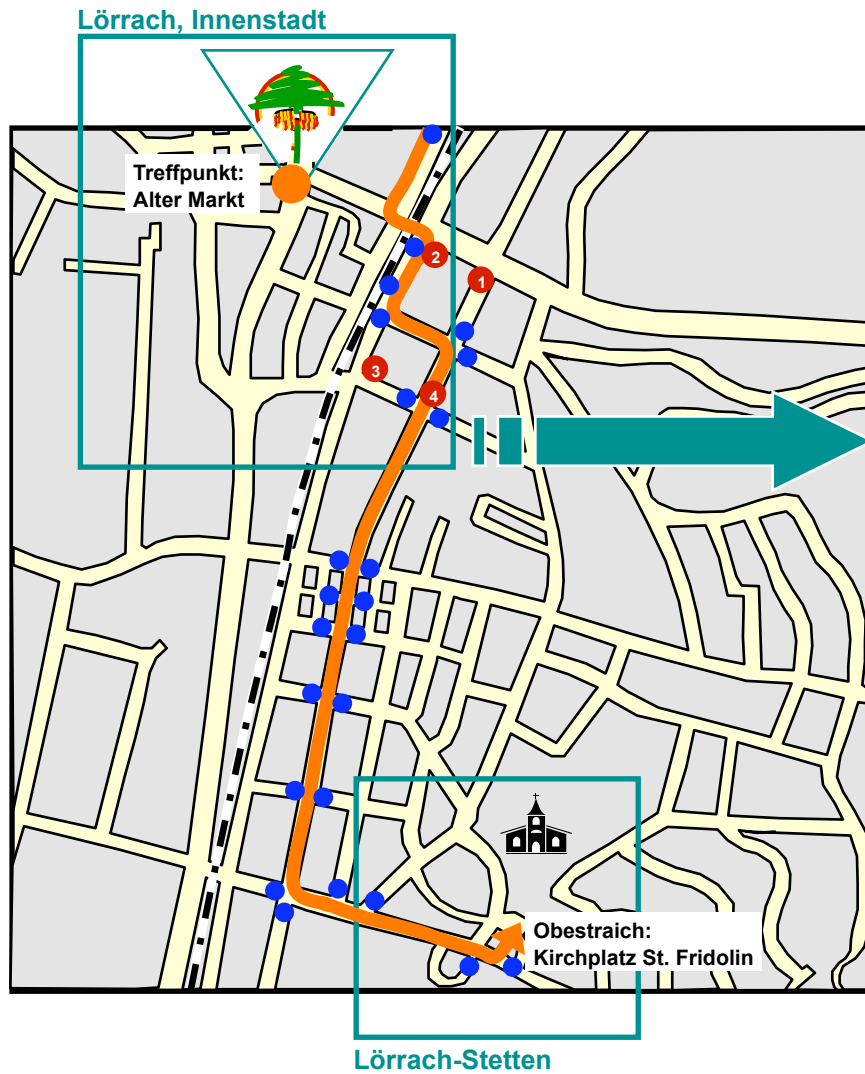 Lörrach, Innenstadt
Treffpunkt:
Alter Markt
2
1
3
4
Obestraich:
Kirchplatz St. Fridolin
Lörrach-Stetten